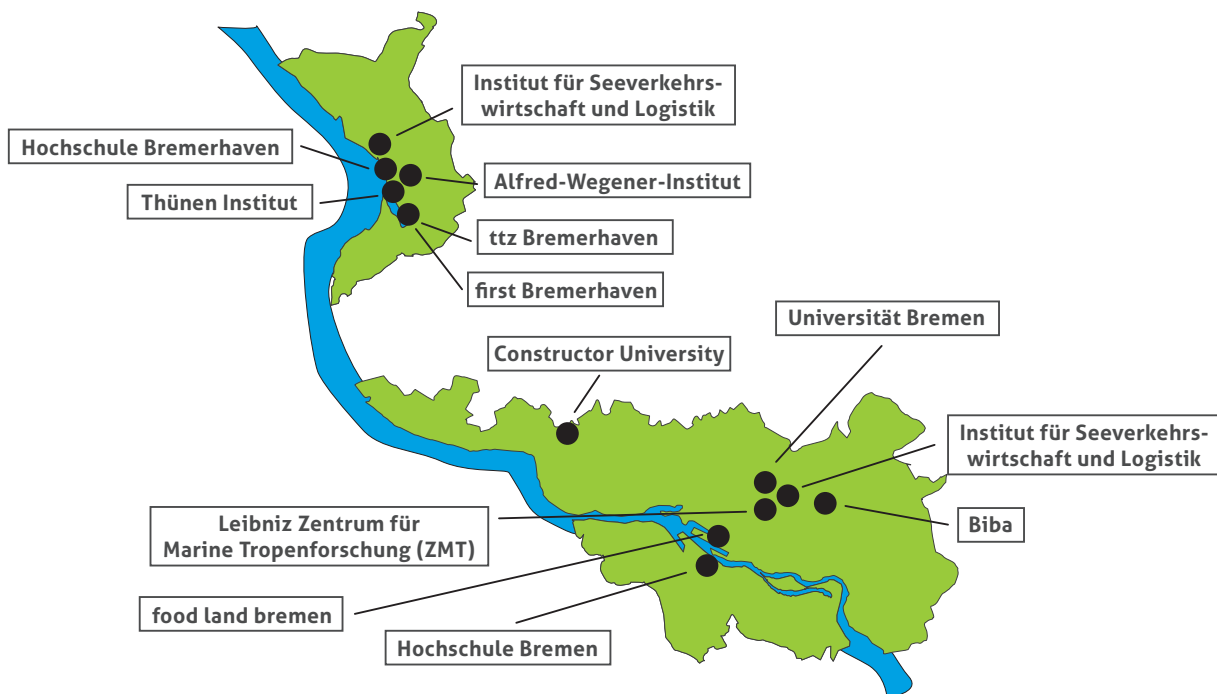 Institut für Seeverkehrs-
wirtschaft und Logistik
Hochschule Bremerhaven
Alfred-Wegener-Institut
Thünen Institut
ttz Bremerhaven
first Bremerhaven
Universität Bremen
Constructor University
Institut für Seeverkehrs-
wirtschaft und Logistik
Leibniz Zentrum für
Marine Tropenforschung (ZMT)
Biba
food land bremen
Hochschule Bremen